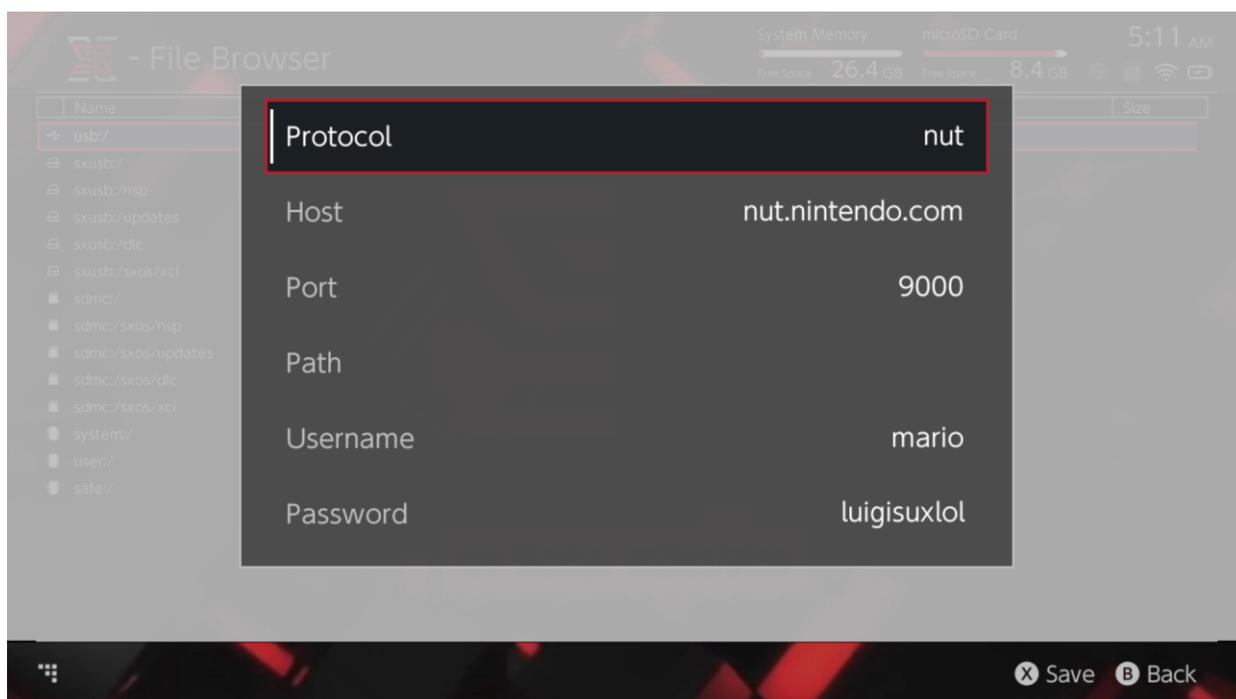 - File Browser
System Memory
Free Space 26.4 GB
microSD Card
Free Space 8.4 GB
5:11 AM
Name
Size
usb:/
sxusb:/
sxusb:/nsp
sxusb:/updates
sxusb:/dlc
sxusb:/sxos/xci
sdmc:/
sdmc:/sxos/nsp
sdmc:/sxos/updates
sdmc:/sxos/dlc
sdmc:/sxos/xci
system:/
user:/
safe:/
Protocol nut
Host nut.nintendo.com
Port 9000
Path
Username mario
Password luigisuxlol
X Save B Back